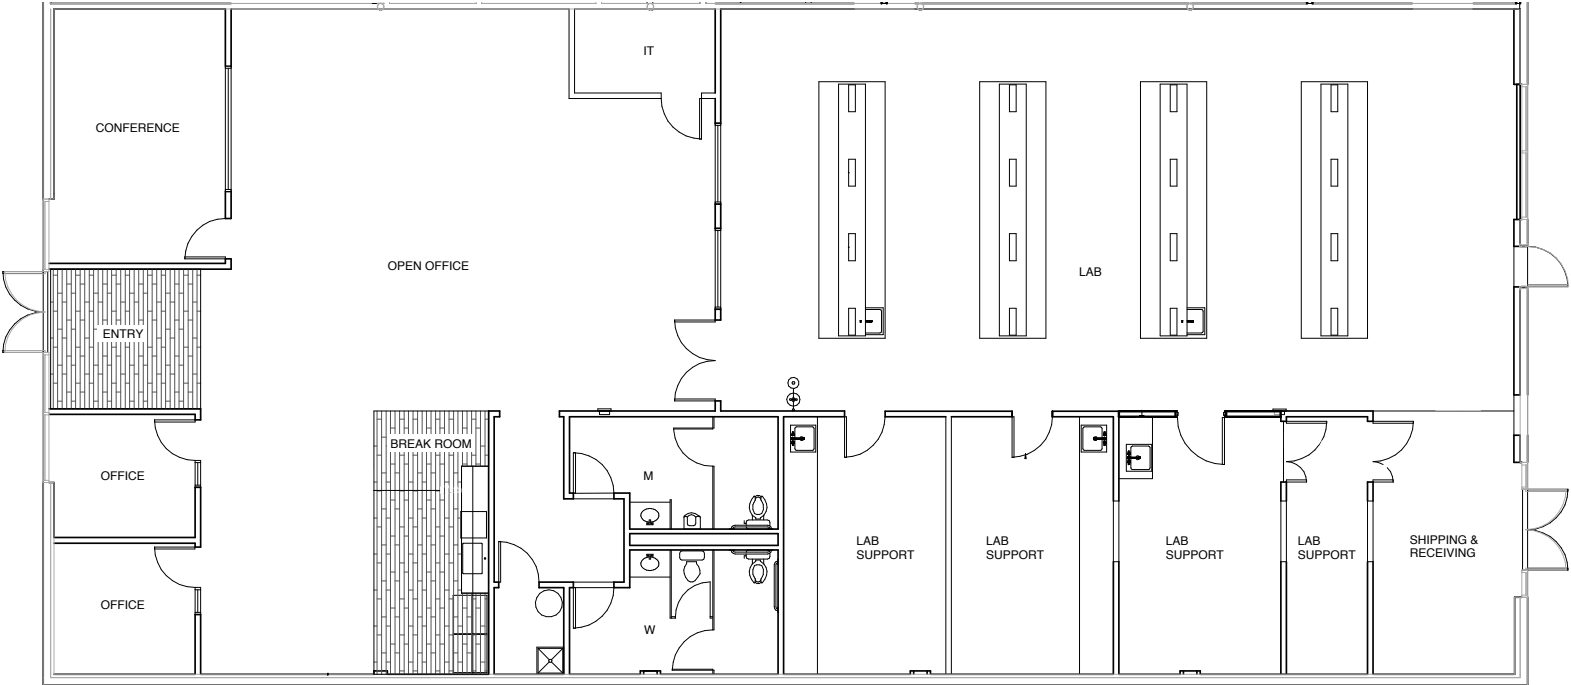 IT
CONFERENCE
OPEN OFFICE
LAB
ENTRY
BREAK ROOM
OFFICE
M
LAB
SUPPORT
LAB
SUPPORT
LAB
SUPPORT
LAB
SUPPORT
SHIPPING &
RECEIVING
OFFICE
W